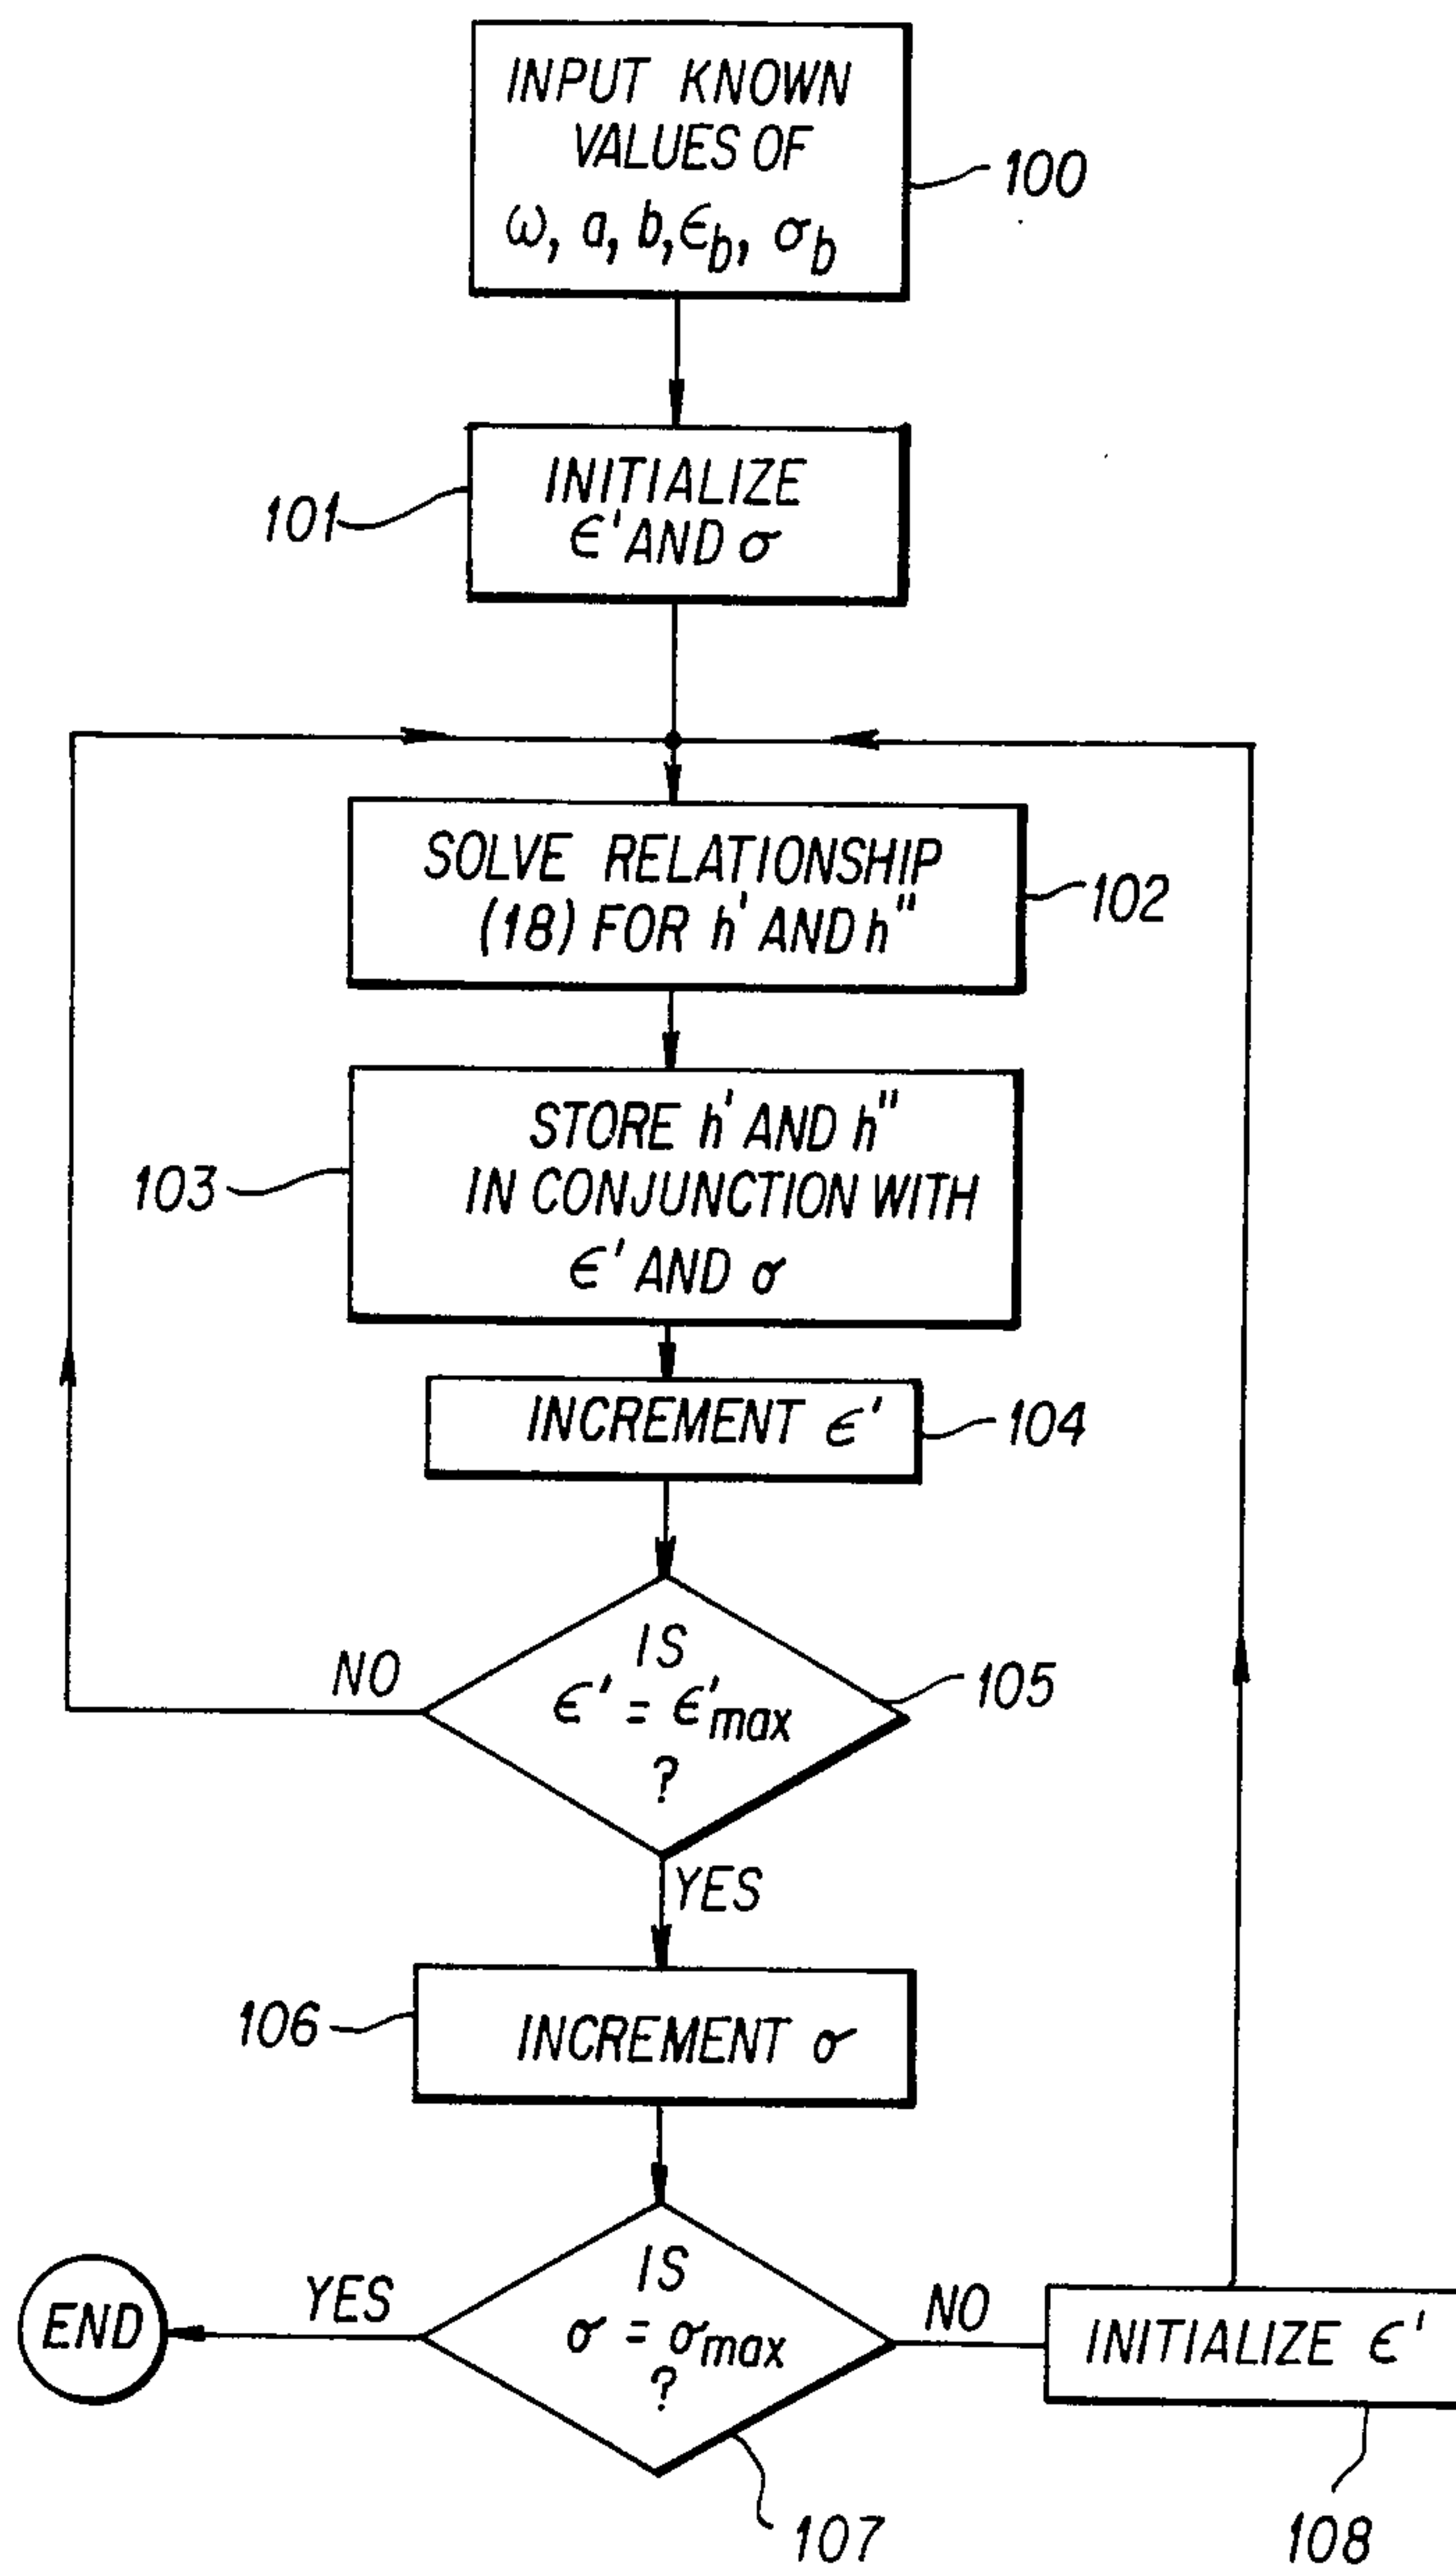 INPUT KNOWN
VALUES OF
ω, a, b, ϵb, σb
100
INITIALIZE
ϵ' AND σ
101
SOLVE RELATIONSHIP
(18) FOR h' AND h"
102
STORE h' AND h"
IN CONJUNCTION WITH
ϵ' AND σ
103
INCREMENT ϵ'
104
IS
ϵ' = ϵ'max
?
105
NO
YES
INCREMENT σ
106
IS
σ = σmax
?
107
YES
END
NO
INITIALIZE ϵ'
108